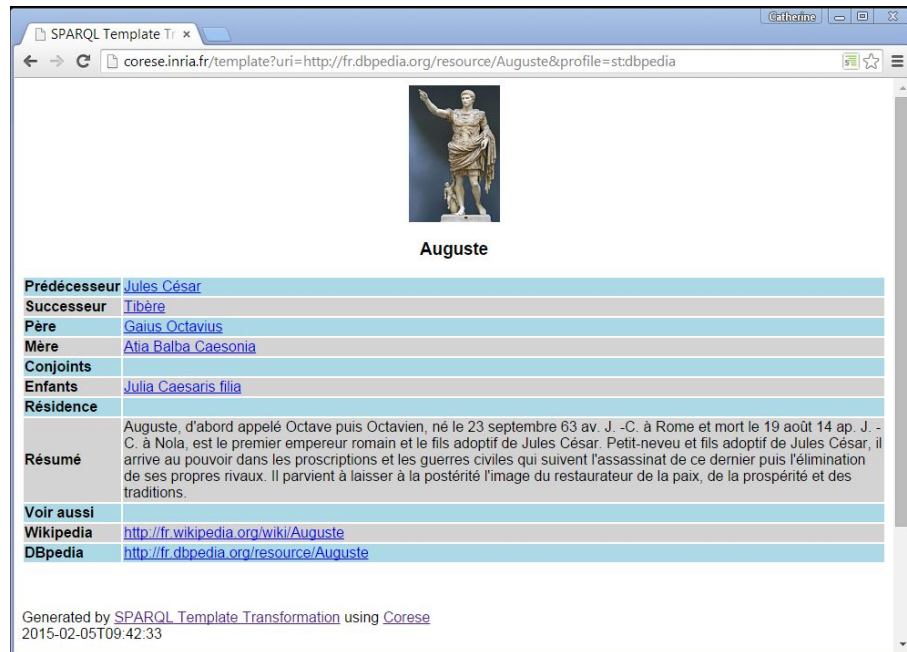 Catherine
SPARQL Template Tr
corese.inria.fr/template?uri=http://fr.dbpedia.org/resource/Auguste&profile=st:dbpedia
Auguste
Prédécesseur Jules César
Successeur Tibère
Père Gaius Octavius
Mère Atia Balba Caesonia
Conjoints
Enfants Julia Caesaris filia
Résidence
Résumé
Auguste, d'abord appelé Octave puis Octavien, né le 23 septembre 63 av. J. -C. à Rome et mort le 19 août 14 ap. J. -
C. à Nola, est le premier empereur romain et le fils adoptif de Jules César. Petit-neveu et fils adoptif de Jules César, il
arrive au pouvoir dans les proscriptions et les guerres civiles qui suivent l'assassinat de ce dernier puis l'élimination
de ses propres rivaux. Il parvient à laisser à la postérité l'image du restaurateur de la paix, de la prospérité et des
traditions.
Voir aussi
Wikipedia http://fr.wikipedia.org/wiki/Auguste
DBpedia http://fr.dbpedia.org/resource/Auguste
Generated by SPARQL Template Transformation using Corese
2015-02-05T09:42:33